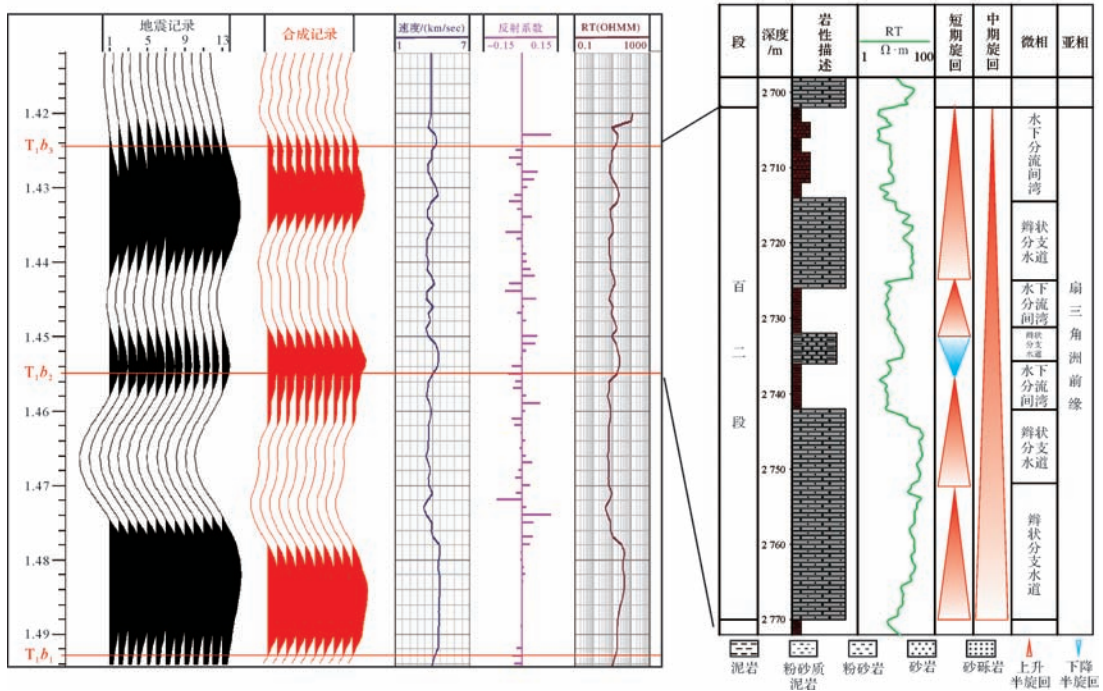 地震记录
1 5 9 13
合成记录
速度/(km/sec)
1 7
反射系数
-0.15 0.15
RT(OHMM)
0.1 1000
1.42
T₁b₃
1.43
1.44
1.45
T₁b₂
1.46
1.47
1.48
1.49
T₁b₁
段
深度
/m
岩性描述
RT
Ω·m
1 100
短期旋回
中期旋回
微相
亚相
2 700
2 710
2 720
2 730
2 740
2 750
2 760
2 770
百二段
水下分流间湾
辫状分支水道
水下分流间湾
辫状分支水道
水下分流间湾
辫状分支水道
辫状分支水道
扇三角洲前缘
泥岩
粉砂质
泥岩
粉砂岩
砂岩
砂砾岩
上升
半旋回
下降
半旋回